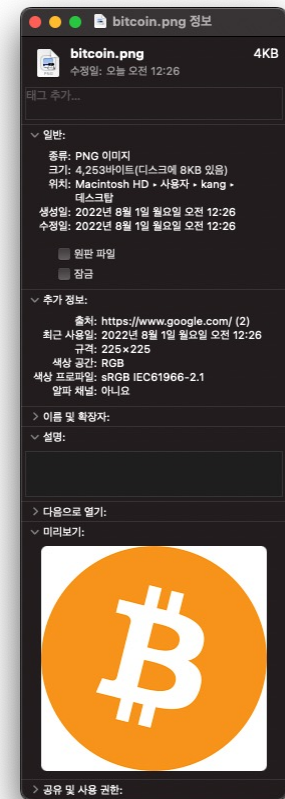 bitcoin.png 정보
bitcoin.png 4KB
수정일: 오늘 오전 12:26
태그 추가...
일반:
종류: PNG 이미지
크기: 4,253바이트(디스크에 8KB 있음)
위치: Macintosh HD ▸ 사용자 ▸ kang ▸
데스크탑
생성일: 2022년 8월 1일 월요일 오전 12:26
수정일: 2022년 8월 1일 월요일 오전 12:26
원판 파일
잠금
추가 정보:
출처: https://www.google.com/ (2)
최근 사용일: 2022년 8월 1일 월요일 오전 12:26
규격: 225×225
색상 공간: RGB
색상 프로파일: sRGB IEC61966-2.1
알파 채널: 아니요
이름 및 확장자:
설명:
다음으로 열기:
미리보기:
공유 및 사용 권한: